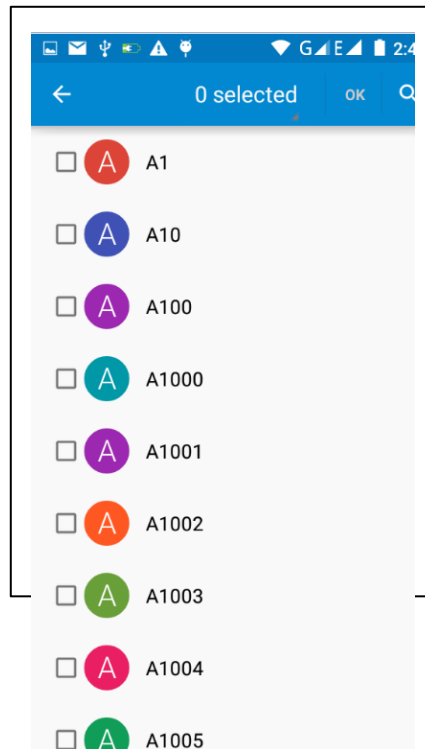 G E 2:4
0 selected OK
A A1
A A10
A A100
A A1000
A A1001
A A1002
A A1003
A A1004
A A1005